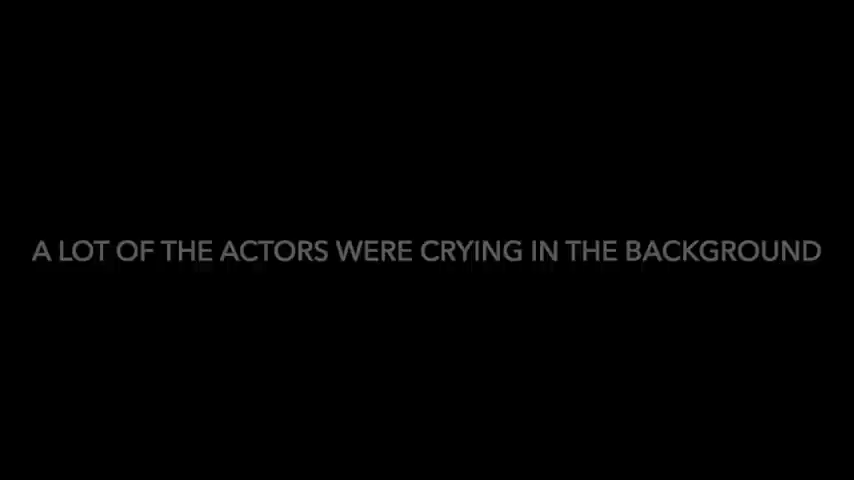 A LOT OF THE ACTORS WERE CRYING IN THE BACKGROUND